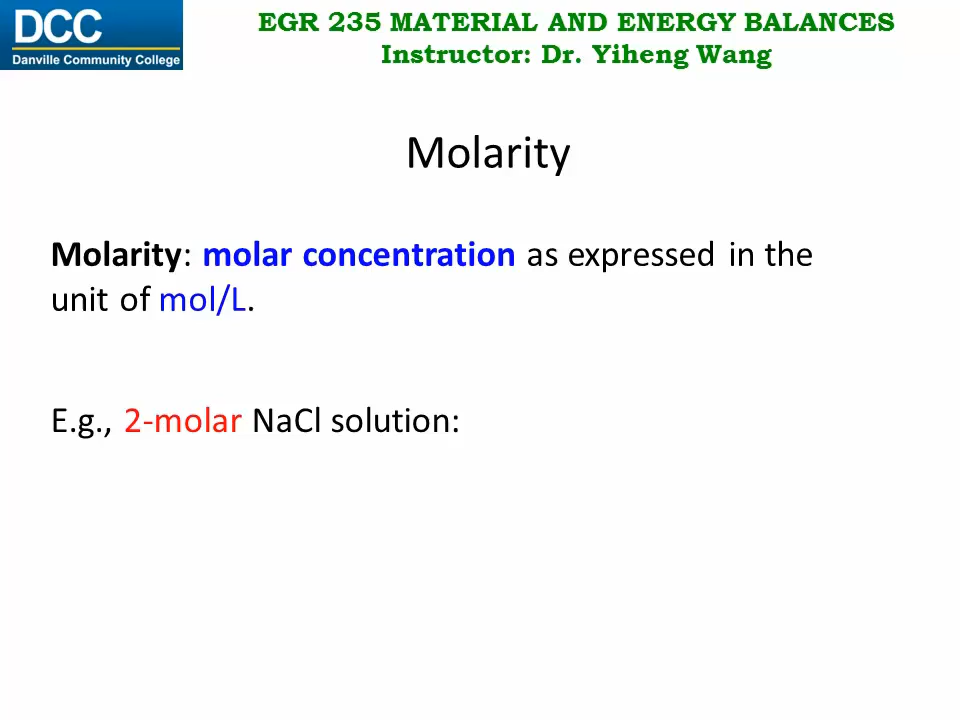 DCC
Danville Community College
EGR 235 MATERIAL AND ENERGY BALANCES
Instructor: Dr. Yiheng Wang
Molarity
Molarity: molar concentration as expressed in the
unit of mol/L.
E.g., 2-molar NaCl solution: